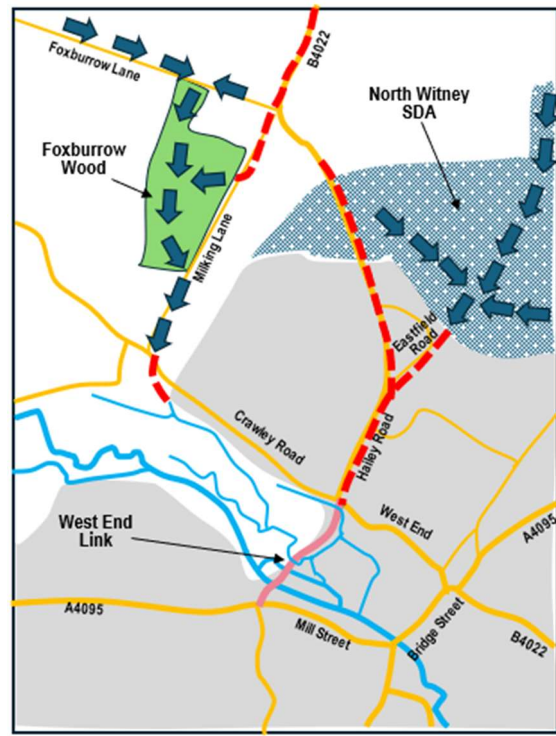 B4022
Foxburrow Lane
North Witney
SDA
Foxburrow
Wood
Milking Lane
Eastfield
Road
Crawley Road
Hailey Road
West End
West End
Link
A4095
A4095
Mill Street
Bridge Street
B4022